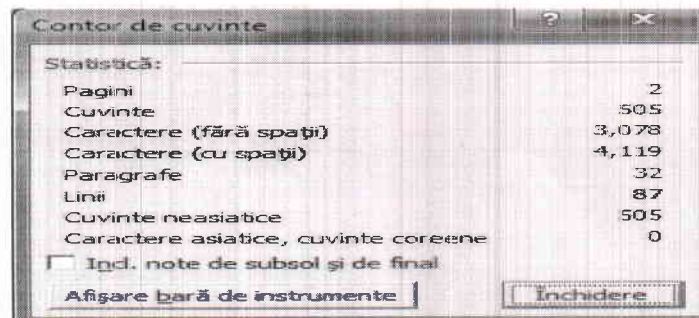 Contor de cuvinte ? ✕
Statistică:
Pagini 2
Cuvinte 505
Caractere (fără spații) 3,078
Caractere (cu spații) 4,119
Paragrafe 32
Linii 87
Cuvinte neasiatice 505
Caractere asiatice, cuvinte coreene 0
Incl. note de subsol și de final
Afișare bară de instrumente Închidere